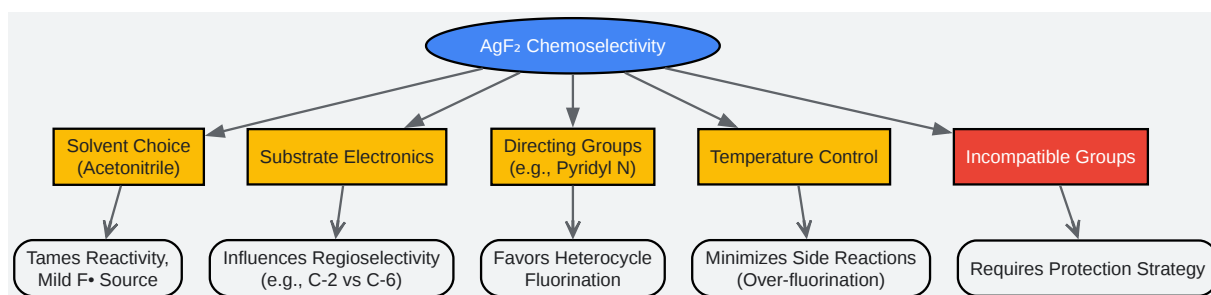 AgF₂ Chemoselectivity
Solvent Choice
(Acetonitrile)
Substrate Electronics
Directing Groups
(e.g., Pyridyl N)
Temperature Control
Incompatible Groups
Tames Reactivity,
Mild F• Source
Influences Regioselectivity
(e.g., C-2 vs C-6)
Favors Heterocycle
Fluorination
Minimizes Side Reactions
(Over-fluorination)
Requires Protection Strategy